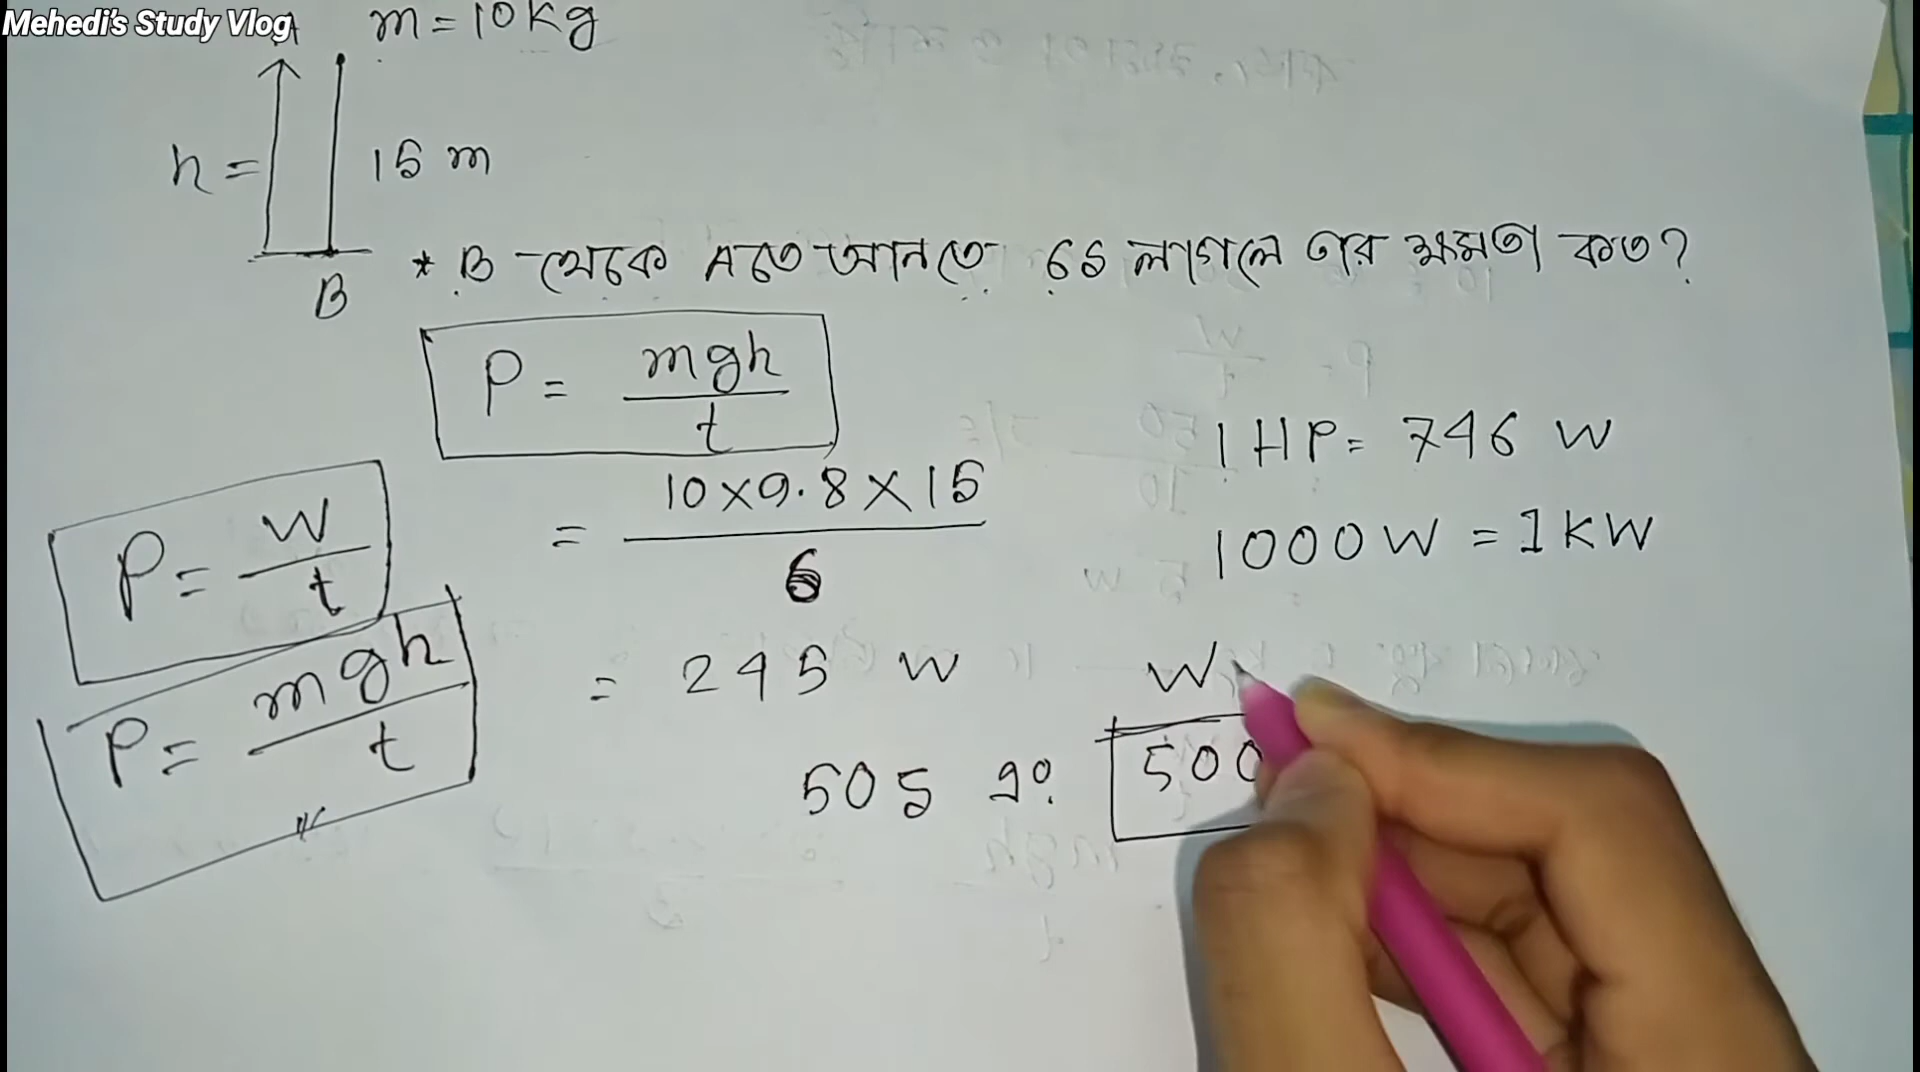 Mehedi's Study Vlog
A m = 10 kg
h = 15 m
B
* B থেকে A তে আনতে 6s লাগলে তার ক্ষমতা কত?
P = mgh / t
1 HP = 746 W
= 10 × 9.8 × 15 / 6
1000 W = 1 KW
P = W / t
= 245 W
W
P = mgh / t
50s এ 500